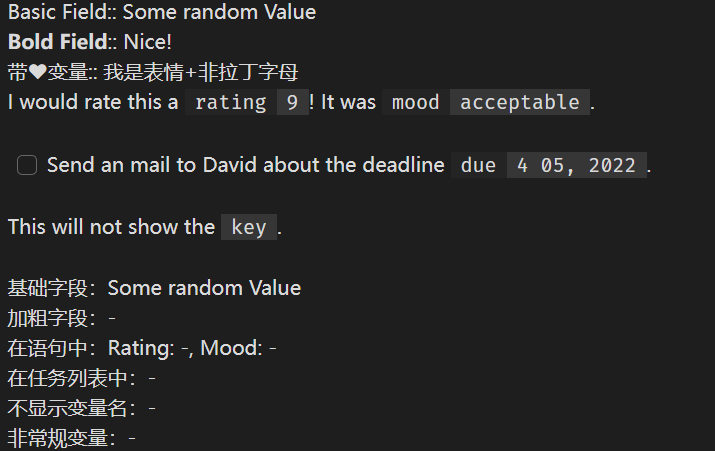 Basic Field:: Some random Value
Bold Field:: Nice!
带❤变量:: 我是表情+非拉丁字母
I would rate this a rating 9! It was mood acceptable.
Send an mail to David about the deadline due 4 05, 2022.
This will not show the key.
基础字段：Some random Value
加粗字段：-
在语句中：Rating: -, Mood: -
在任务列表中：-
不显示变量名：-
非常规变量：-